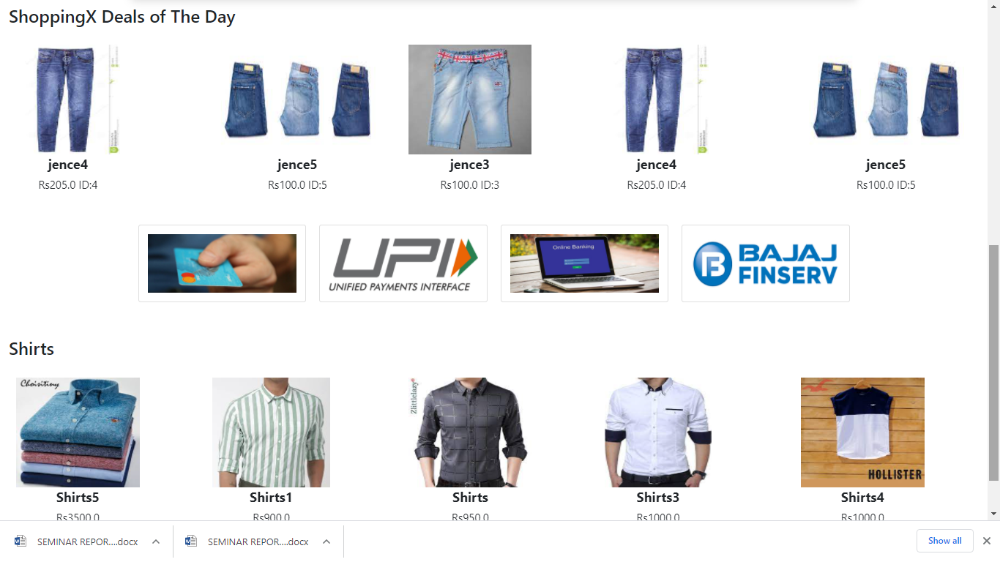 ShoppingX Deals of The Day
jence4
Rs205.0 ID:4
jence5
Rs100.0 ID:5
jence3
Rs100.0 ID:3
jence4
Rs205.0 ID:4
jence5
Rs100.0 ID:5
UPI
UNIFIED PAYMENTS INTERFACE
Online Banking
BAJAJ
FINSERV
Shirts
Choisitiny
Zlittlelazy
HOLLISTER
Shirts5
Rs3500.0
Shirts1
Rs900.0
Shirts
Rs950.0
Shirts3
Rs1000.0
Shirts4
Rs1000.0
SEMINAR REPOR....docx
SEMINAR REPOR....docx
Show all